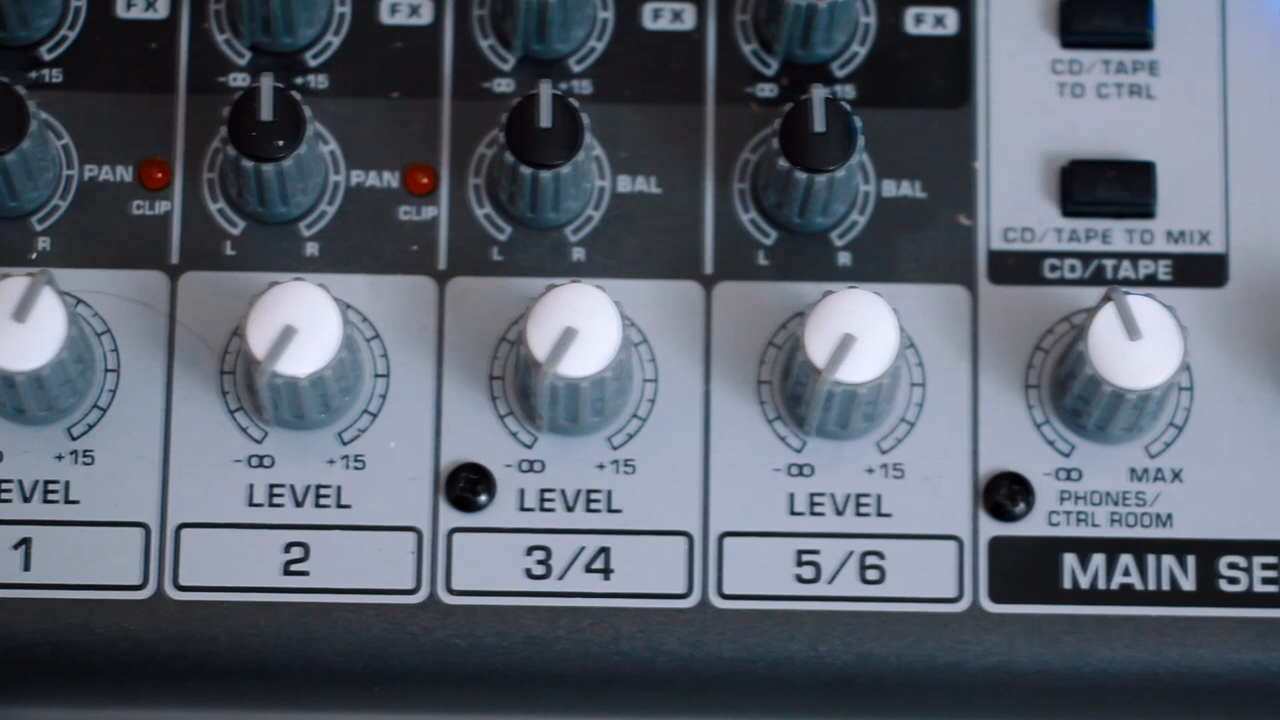 FX FX FX FX
+15 -∞ +15 -∞ +15 -∞ 15
CD/TAPE
TO CTRL
PAN PAN BAL BAL
CLIP CLIP
R L R L R L R
CD/TAPE TO MIX
CD/TAPE
+15 -∞ +15 -∞ +15 -∞ +15 -∞ MAX
EVEL LEVEL LEVEL LEVEL
PHONES/
CTRL ROOM
1 2 3/4 5/6
MAIN SE